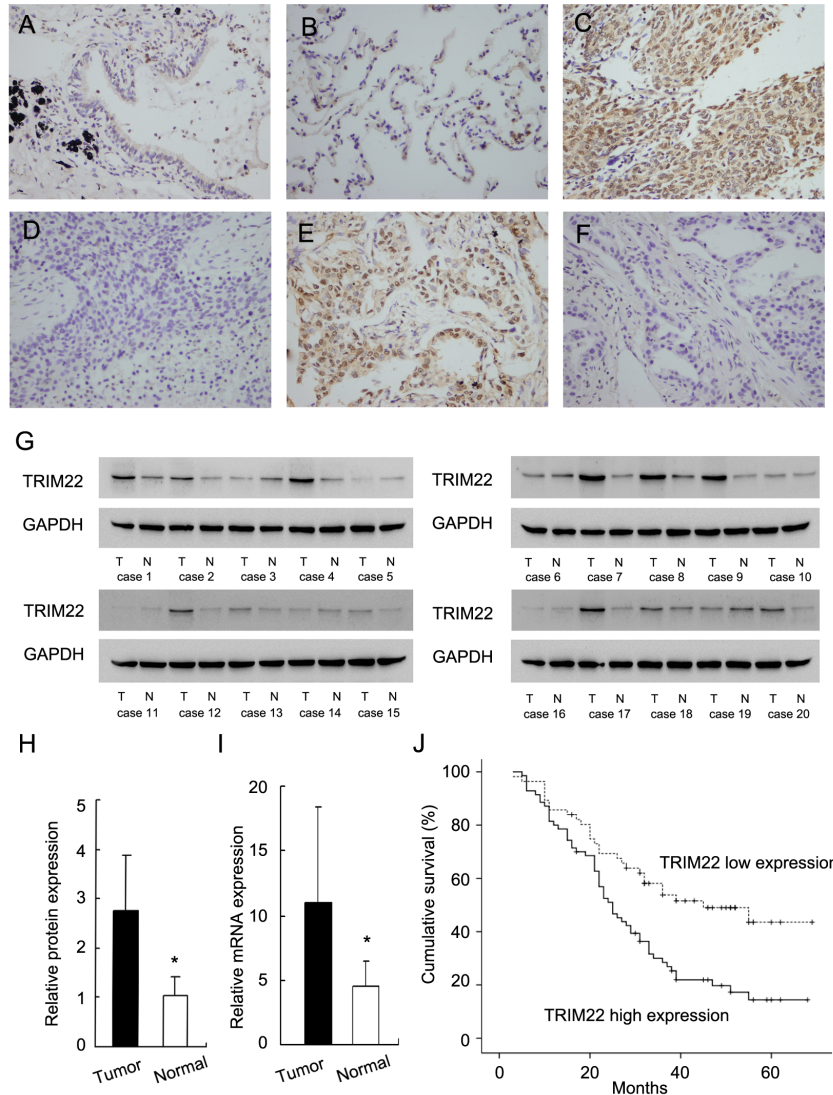 A
B
C
D
E
F
G
TRIM22
GAPDH
T N T N T N T N T N
case 1 case 2 case 3 case 4 case 5
TRIM22
GAPDH
T N T N T N T N T N
case 6 case 7 case 8 case 9 case 10
TRIM22
GAPDH
T N T N T N T N T N
case 11 case 12 case 13 case 14 case 15
TRIM22
GAPDH
T N T N T N T N T N
case 16 case 17 case 18 case 19 case 20
H
Relative protein expression
5
4
3
2
1
0
*
Tumor Normal
I
Relative mRNA expression
20
15
10
5
0
*
Tumor Normal
J
Cumulative survival (%)
100
80
60
40
20
0
TRIM22 low expression
TRIM22 high expression
0 20 40 60
Months